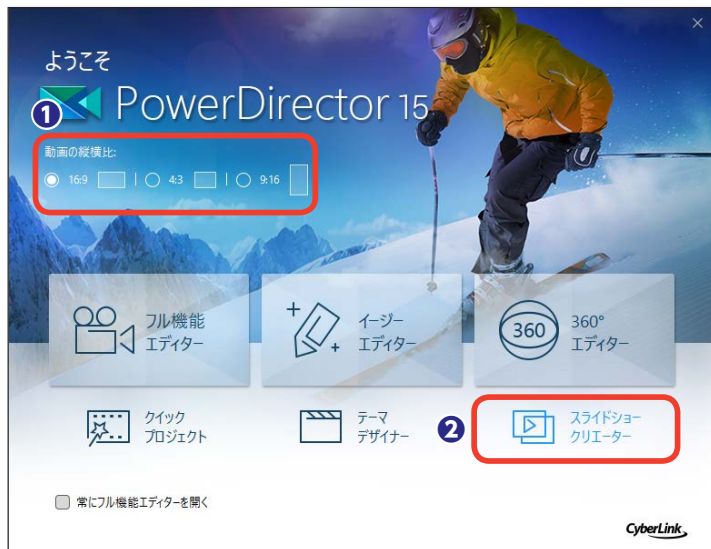 ようこそ
1
PowerDirector 15
動画の縦横比:
16:9 4:3 9:16
フル機能
エディター
イージー
エディター
360
360°
エディター
クイック
プロジェクト
テーマ
デザイナー
2
スライドショー
クリエーター
常にフル機能エディターを開く
CyberLink